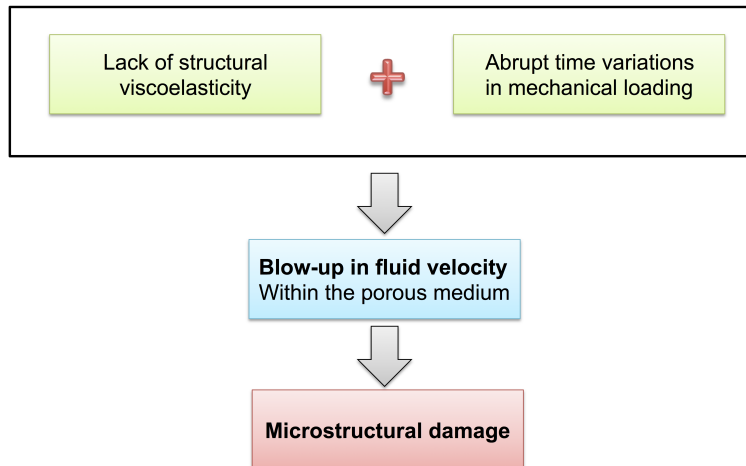 Lack of structural
viscoelasticity
Abrupt time variations
in mechanical loading
Blow-up in fluid velocity
Within the porous medium
Microstructural damage